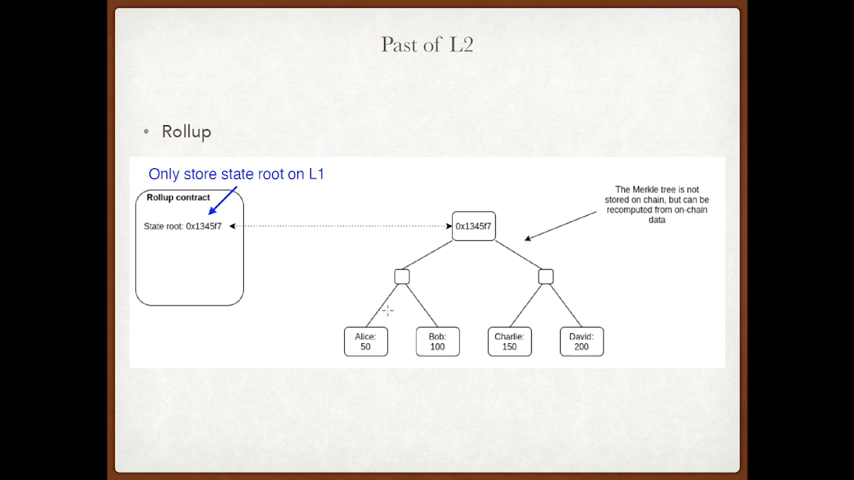 Past of L2
• Rollup
Only store state root on L1
Rollup contract
State root: 0x1345f7
0x1345f7
The Merkle tree is not
stored on chain, but can be
recomputed from on-chain
data
Alice:
50
Bob:
100
Charlie:
150
David:
200